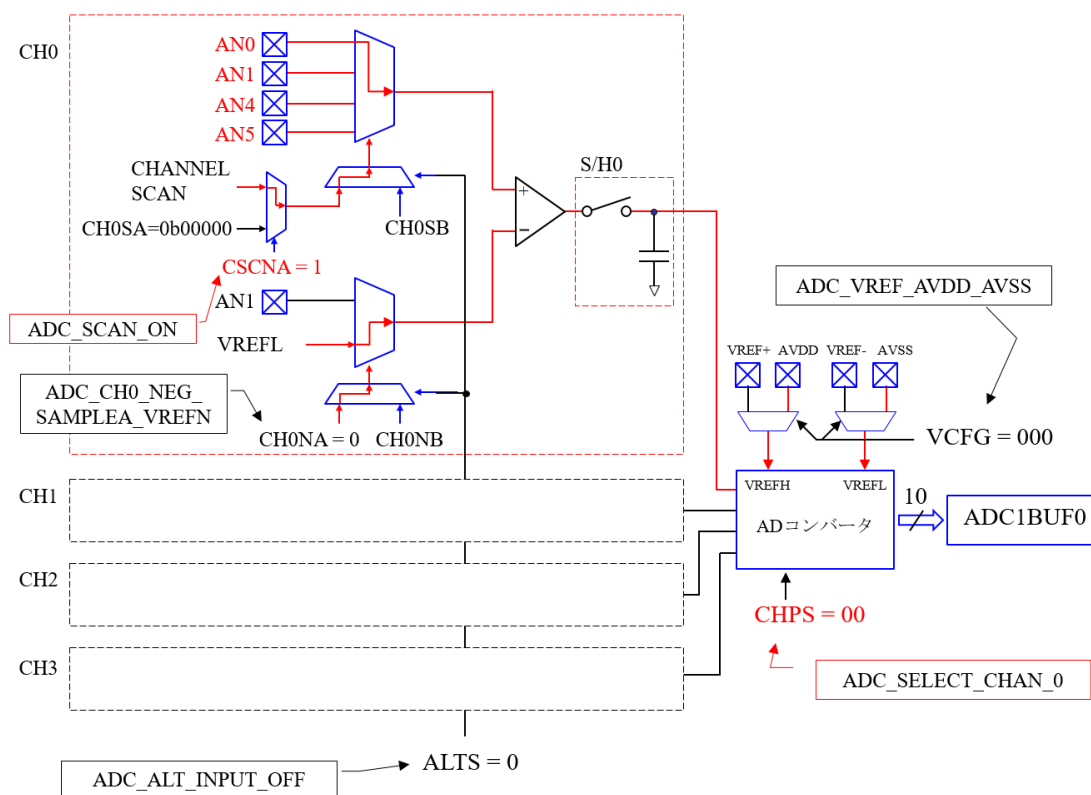 CH0
AN0
AN1
AN4
AN5
CHANNEL
SCAN
CH0SA=0b00000
CH0SB
CSCNA = 1
ADC_SCAN_ON
AN1
VREFL
ADC_CH0_NEG_
SAMPLEA_VREFN
CH0NA = 0
CH0NB
+
−
S/H0
ADC_VREF_AVDD_AVSS
VREF+
AVDD
VREF-
AVSS
VCFG = 000
VREFH
VREFL
ADコンバータ
10
ADC1BUF0
CH1
CH2
CHPS = 00
CH3
ADC_SELECT_CHAN_0
ALTS = 0
ADC_ALT_INPUT_OFF